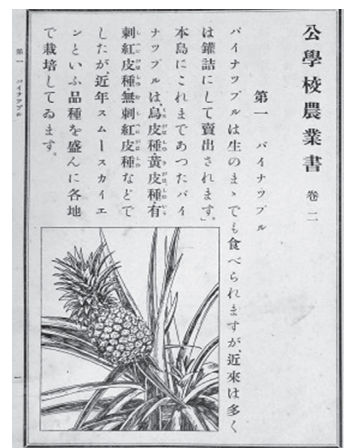 公學校農業書 卷二
第一 パイナツプル
パイナツプルは生のまゝでも食べられますが、近來は多く
は鑵詰にして賣出されます。
本島にこれまであつたパイ
ナツプルは、烏皮種黃皮種有
刺紅皮種無刺紅皮種などで
したが近年スムースカイエ
ンといふ品種を盛んに各地
で栽培してゐます。
第一 パイナツプル
一